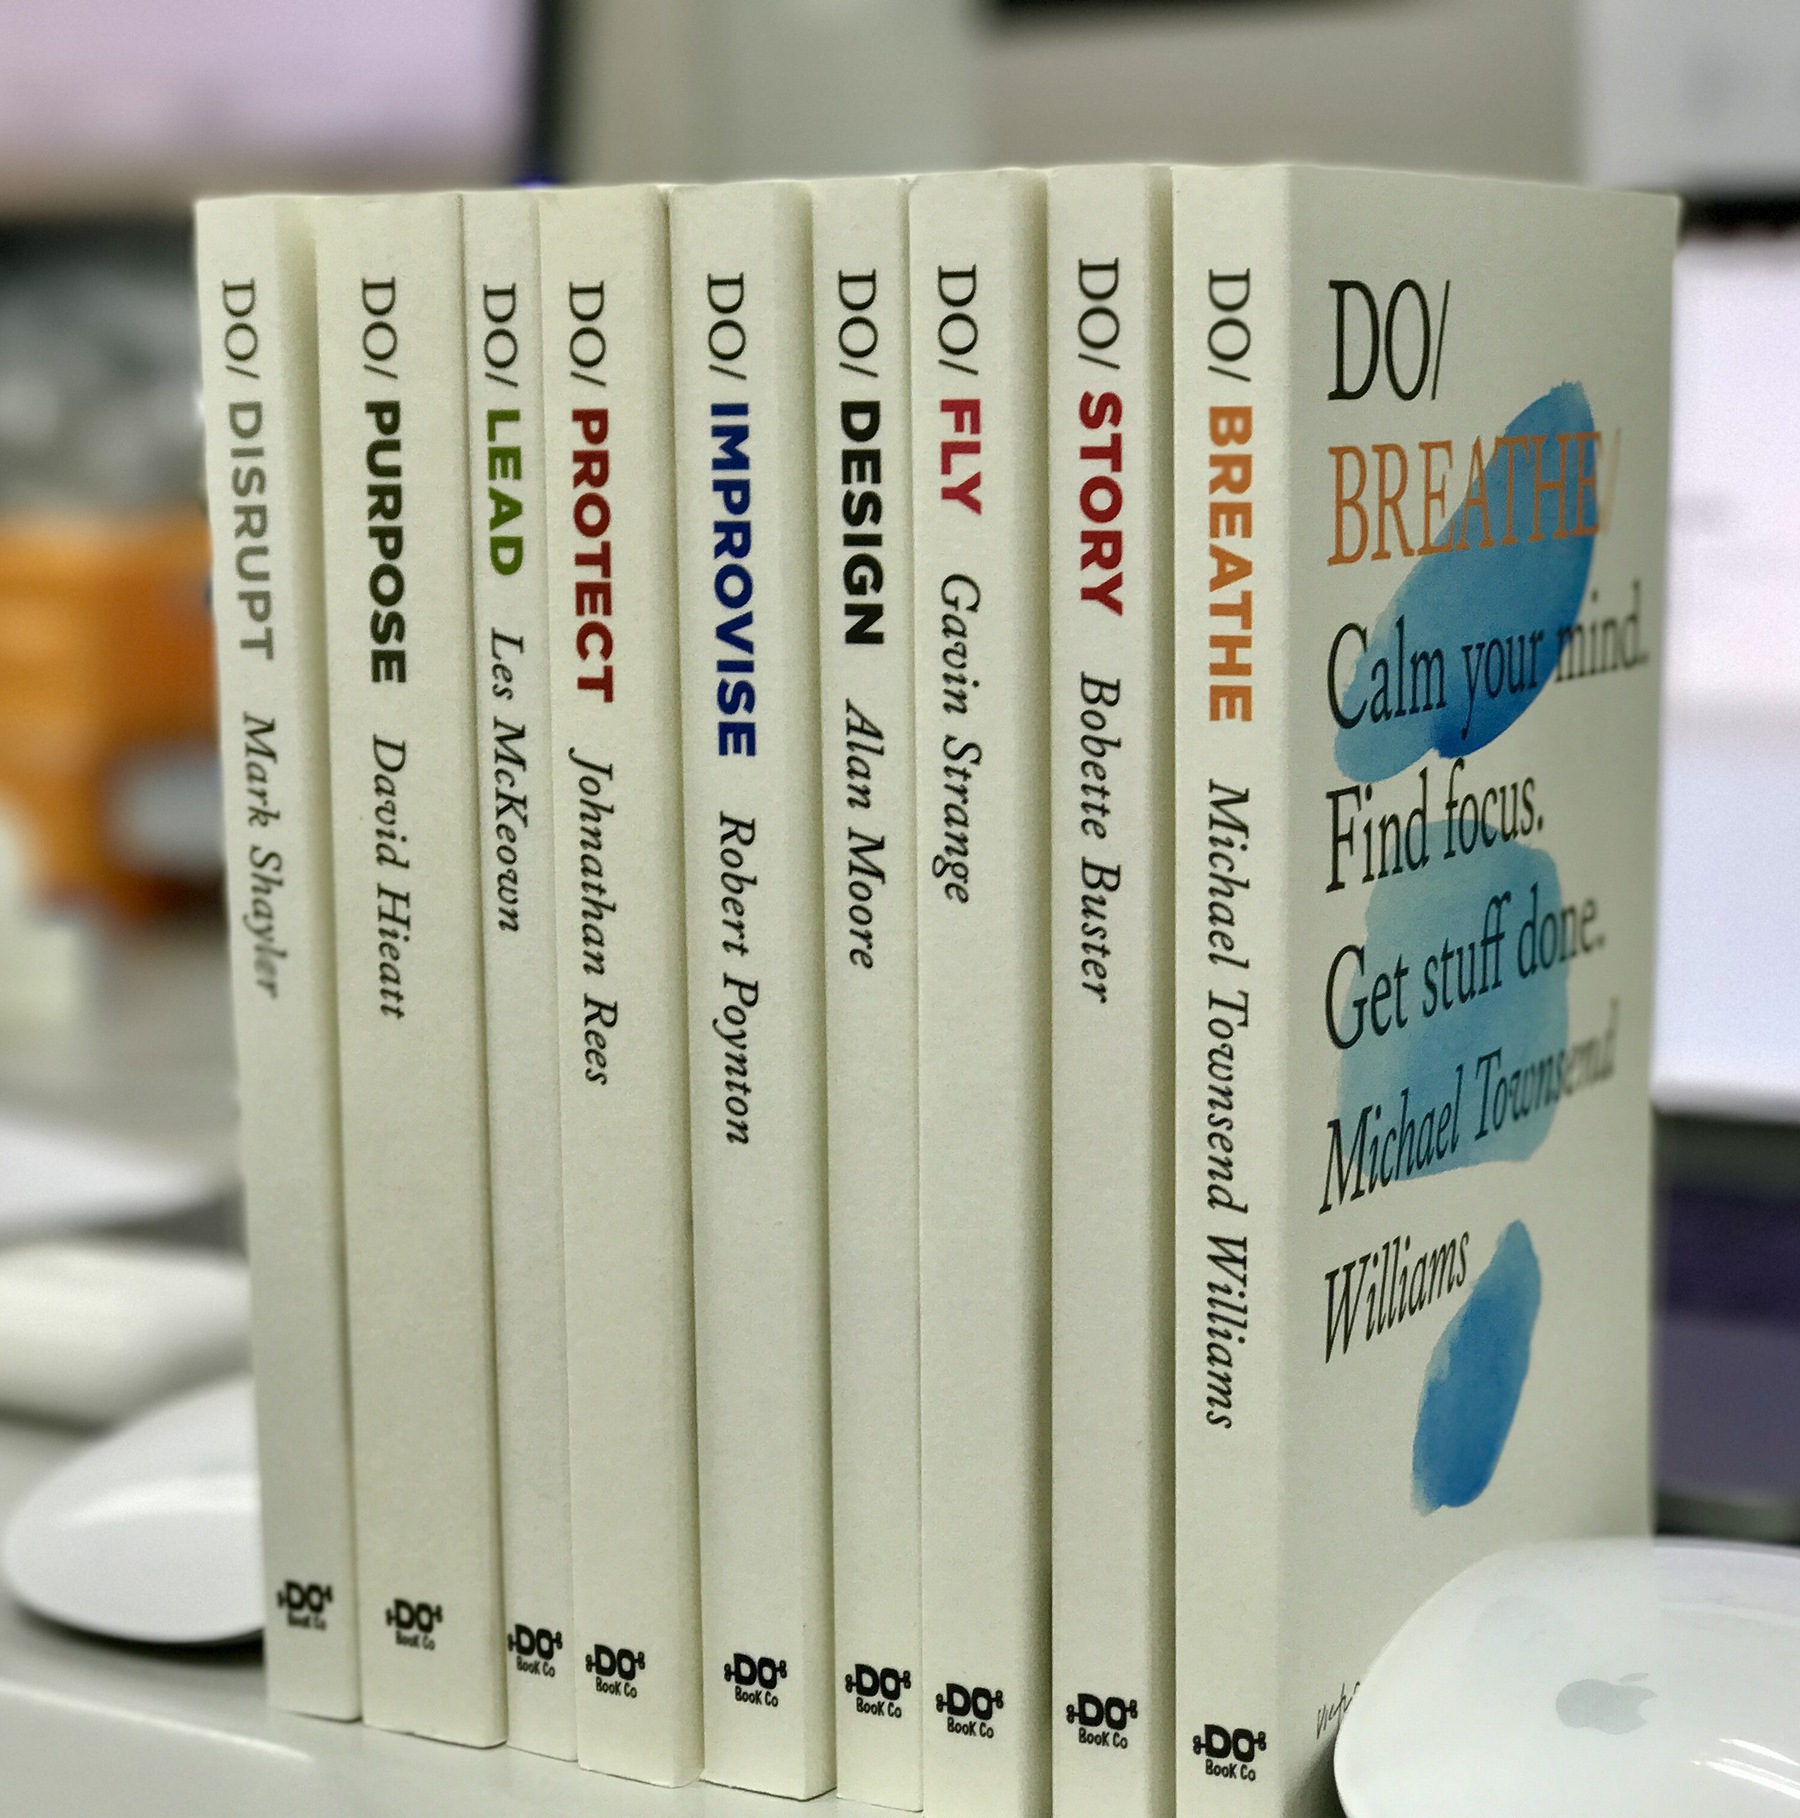 DO/ DISRUPT Mark Shayler
DO Book Co
DO/ PURPOSE David Hieatt
DO Book Co
DO/ LEAD Les McKeown
DO Book Co
DO/ PROTECT Johnathan Rees
DO Book Co
DO/ IMPROVISE Robert Poynton
DO Book Co
DO/ DESIGN Alan Moore
DO Book Co
DO/ FLY Gavin Strange
DO Book Co
DO/ STORY Bobette Buster
DO Book Co
DO/ BREATHE Michael Townsend Williams
DO Book Co
DO/
BREATHE/
Calm your mind.
Find focus.
Get stuff done.
Michael Townsend
Williams